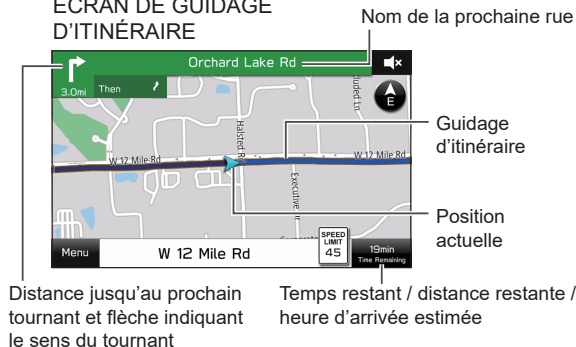 ÉCRAN DE GUIDAGE
D'ITINÉRAIRE
Nom de la prochaine rue
Orchard Lake Rd
3.0mi
Then
E
Halsted Rd
W 12 Mile Rd
W 12 Mile Rd
Executive Dr
Guidage
d'itinéraire
Position
actuelle
Menu
W 12 Mile Rd
SPEED
LIMIT
45
19min
Time Remaining
Distance jusqu'au prochain
tournant et flèche indiquant
le sens du tournant
Temps restant / distance restante /
heure d'arrivée estimée